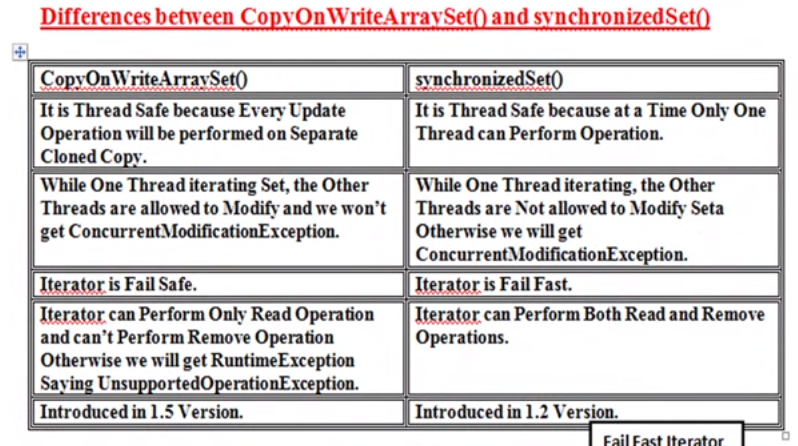 Differences between CopyOnWriteArraySet() and synchronizedSet()
CopyOnWriteArraySet()
synchronizedSet()
It is Thread Safe because Every Update
Operation will be performed on Separate
Cloned Copy.
It is Thread Safe because at a Time Only One
Thread can Perform Operation.
While One Thread iterating Set, the Other
Threads are allowed to Modify and we won't
get ConcurrentModificationException.
While One Thread iterating, the Other
Threads are Not allowed to Modify Seta
Otherwise we will get
ConcurrentModificationException.
Iterator is Fail Safe.
Iterator is Fail Fast.
Iterator can Perform Only Read Operation
and can't Perform Remove Operation
Otherwise we will get RuntimeException
Saying UnsupportedOperationException.
Iterator can Perform Both Read and Remove
Operations.
Introduced in 1.5 Version.
Introduced in 1.2 Version.
Fail Fast Iterator